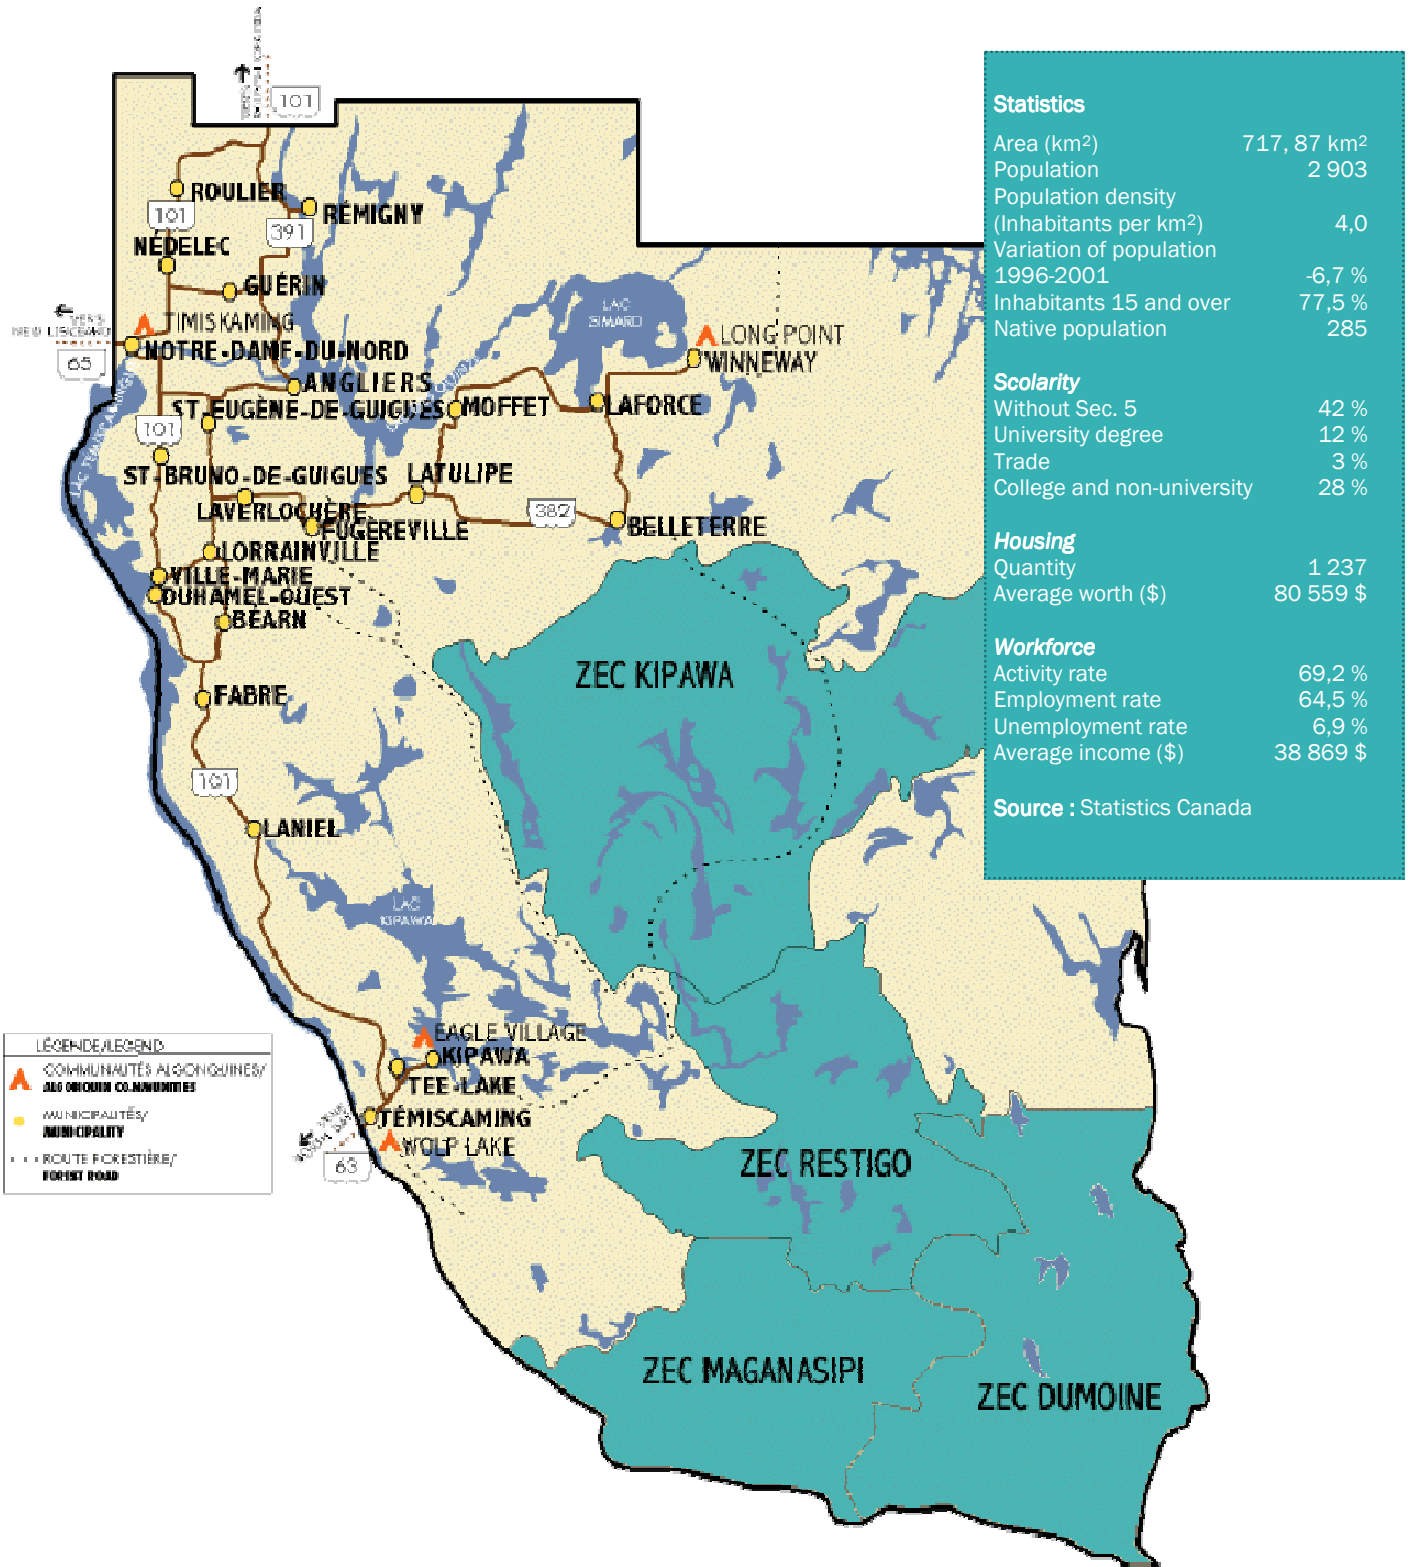 101
ROULIER
101
RÉMIGNY
391
NÉDELEC
GUÉRIN
TIMISKAMING
NOTRE-DAME-DU-NORD
65
LAC
SIMARD
LONG POINT
WINNEWAY
ANGLIERS
ST-EUGÈNE-DE-GUIGUES
MOFFET
LAFORCE
101
ST-BRUNO-DE-GUIGUES
LATULIPE
LAVERLOCHÈRE
FUGÈREVILLE
382
BELLETERRE
LORRAINVILLE
VILLE-MARIE
DUHAMEL-OUEST
BÉARN
ZEC KIPAWA
FABRE
101
LANIEL
LAC
KIPAWA
EAGLE VILLAGE
KIPAWA
TEE-LAKE
TÉMISCAMING
WOLF LAKE
63
ZEC RESTIGO
ZEC MAGANASIPI
ZEC DUMOINE
LÉGENDE/LEGEND
COMMUNAUTÉS ALGONQUINES/
ALGONQUIN COMMUNITIES
MUNICIPALITÉS/
MUNICIPALITY
ROUTE FORESTIÈRE/
FOREST ROAD
Statistics
Area (km²) 717, 87 km²
Population 2 903
Population density
(Inhabitants per km²) 4,0
Variation of population
1996-2001 -6,7 %
Inhabitants 15 and over 77,5 %
Native population 285
Scolarity
Without Sec. 5 42 %
University degree 12 %
Trade 3 %
College and non-university 28 %
Housing
Quantity 1 237
Average worth ($) 80 559 $
Workforce
Activity rate 69,2 %
Employment rate 64,5 %
Unemployment rate 6,9 %
Average income ($) 38 869 $
Source : Statistics Canada